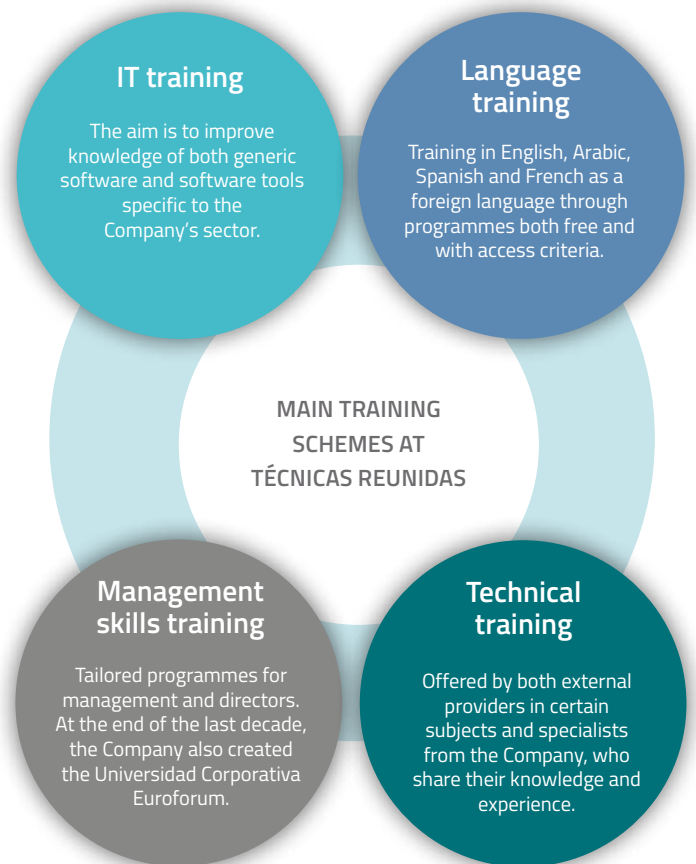 IT training
The aim is to improve
knowledge of both generic
software and software tools
specific to the
Company’s sector.
Language
training
Training in English, Arabic,
Spanish and French as a
foreign language through
programmes both free and
with access criteria.
MAIN TRAINING
SCHEMES AT
TÉCNICAS REUNIDAS
Management
skills training
Tailored programmes for
management and directors.
At the end of the last decade,
the Company also created
the Universidad Corporativa
Euroforum.
Technical
training
Offered by both external
providers in certain
subjects and specialists
from the Company, who
share their knowledge and
experience.